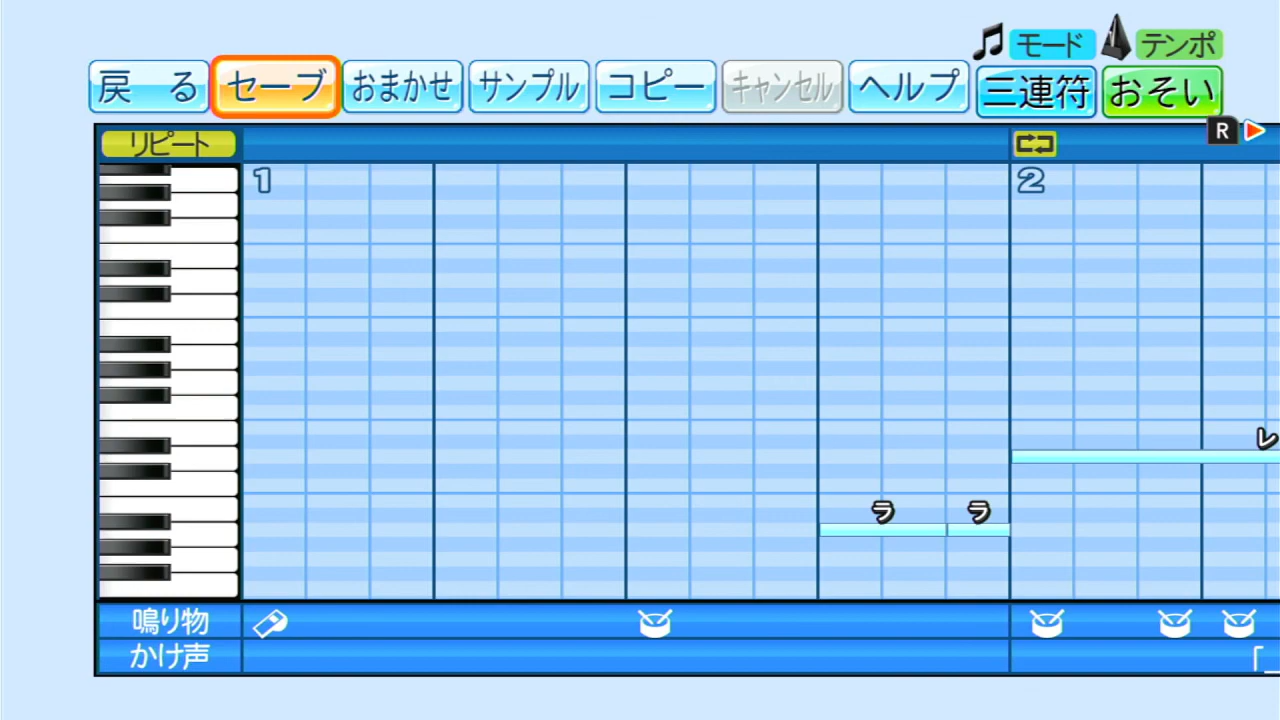 モード テンポ
戻る セーブ おまかせ サンプル コピー キャンセル ヘルプ 三連符 おそい
R
リピート
1 2
レ
ラ ラ
鳴り物
かけ声 「